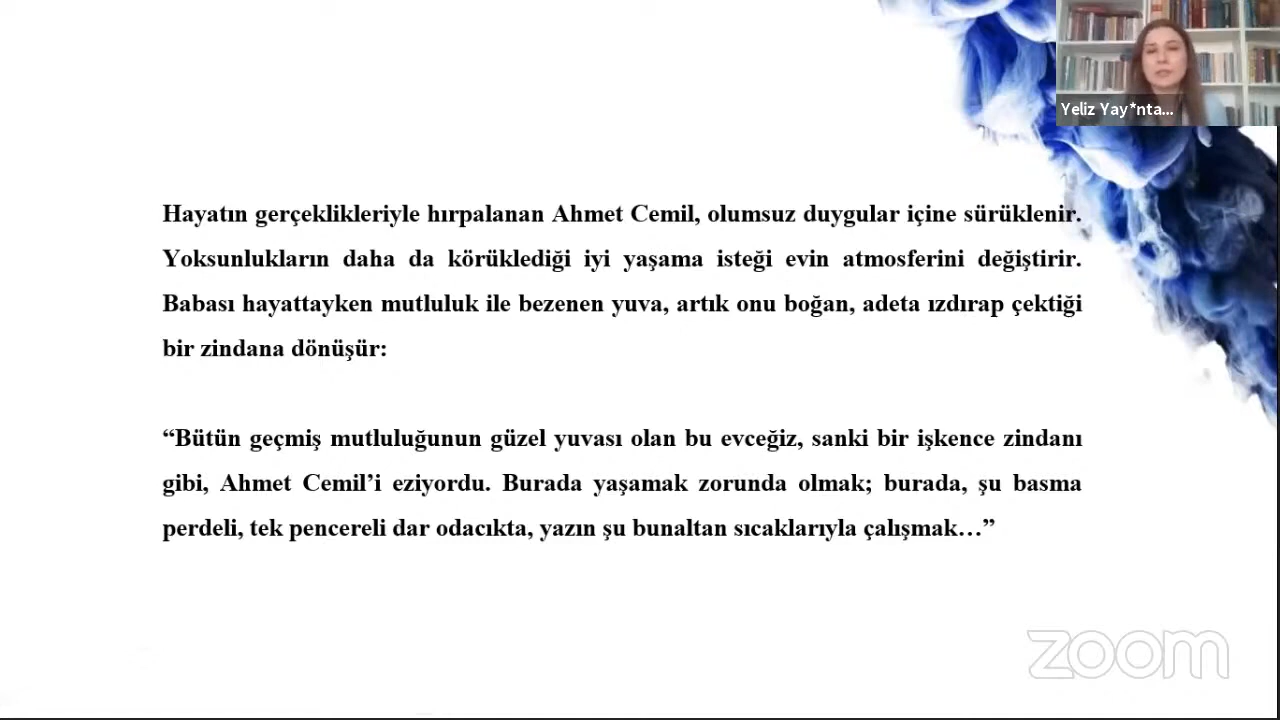 Yeliz Yay*nta...
Hayatın gerçeklikleriyle hırpalanan Ahmet Cemil, olumsuz duygular içine sürüklenir.
Yoksunlukların daha da körüklediği iyi yaşama isteği evin atmosferini değiştirir.
Babası hayattayken mutluluk ile bezenen yuva, artık onu boğan, adeta ızdırap çektiği
bir zindana dönüşür:
“Bütün geçmiş mutluluğunun güzel yuvası olan bu evceğiz, sanki bir işkence zindanı
gibi, Ahmet Cemil’i eziyordu. Burada yaşamak zorunda olmak; burada, şu basma
perdeli, tek pencereli dar odacıkta, yazın şu bunaltan sıcaklarıyla çalışmak…”
zoom